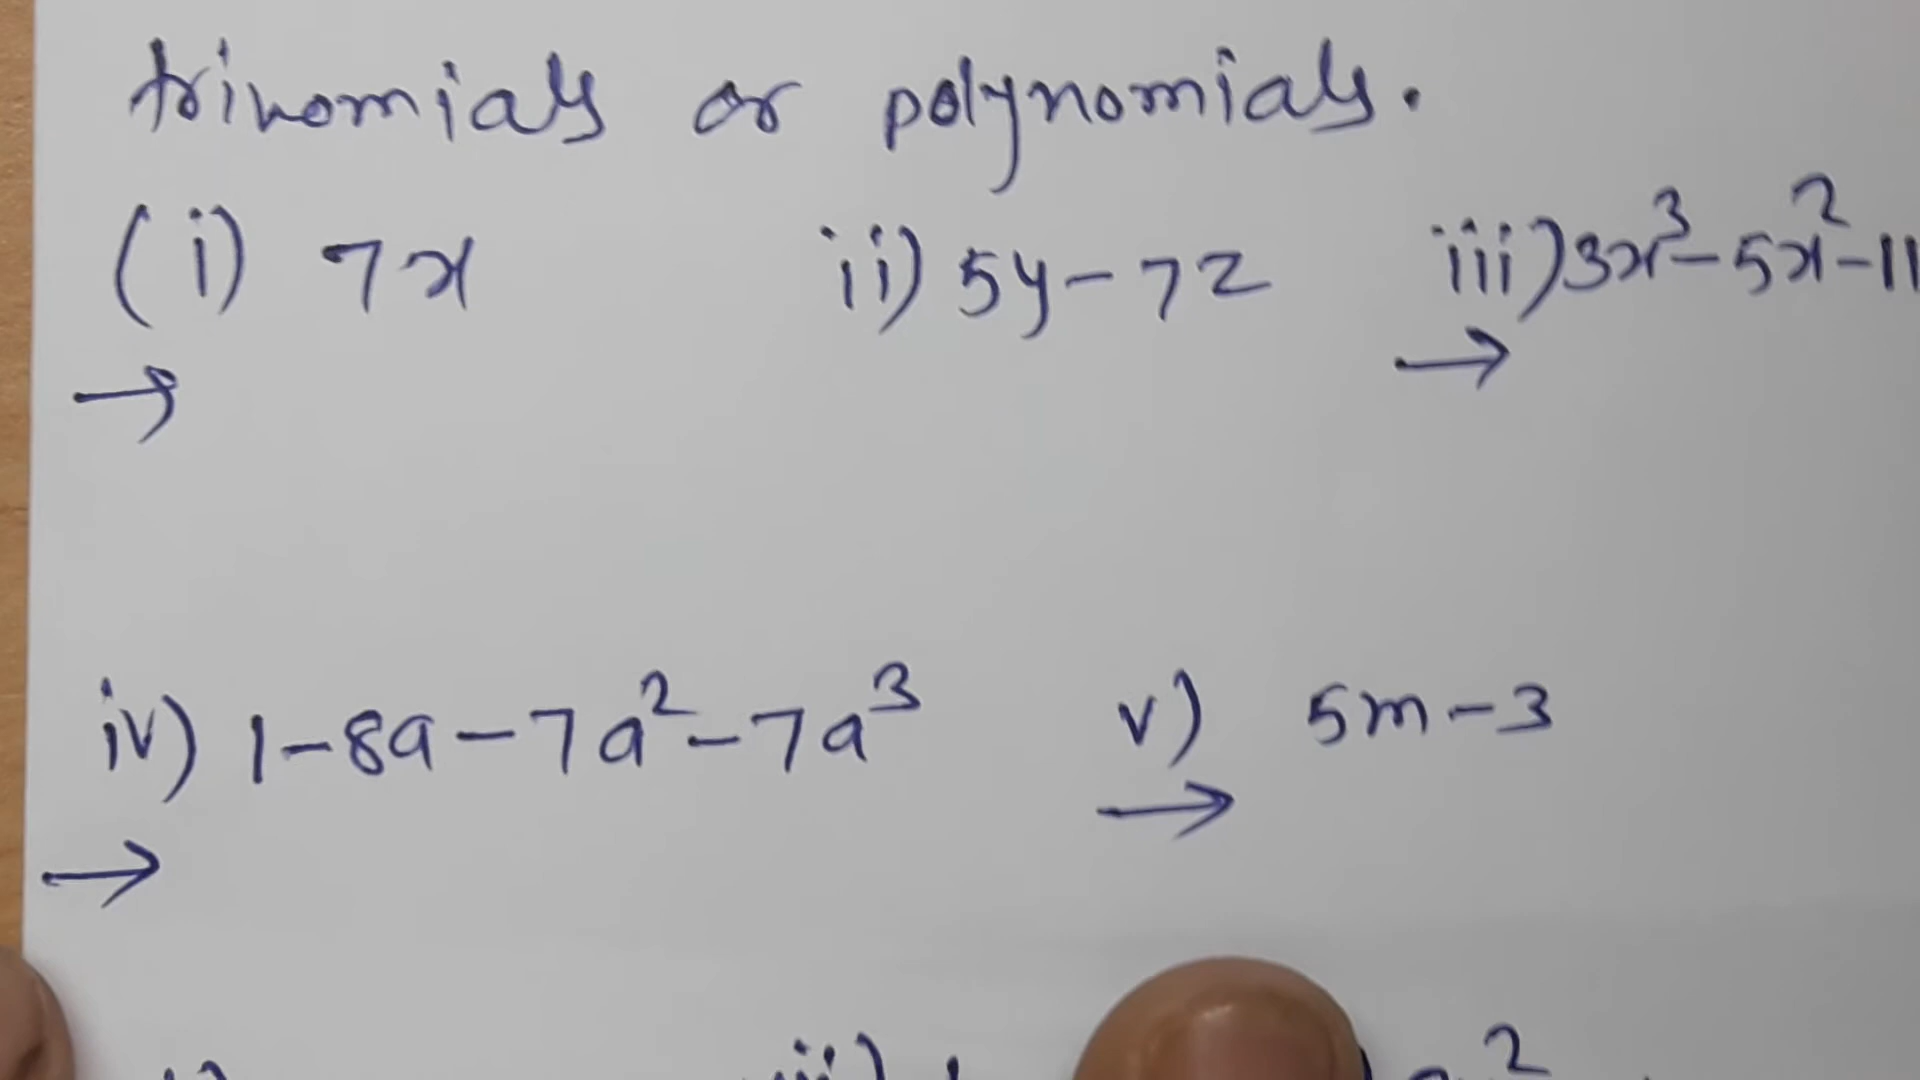 trinomials or polynomials.
(i) 7x ii) 5y-7z iii) 3x³-5x²-11
→ →
iv) 1-8a-7a²-7a³ v) 5m-3
→ →